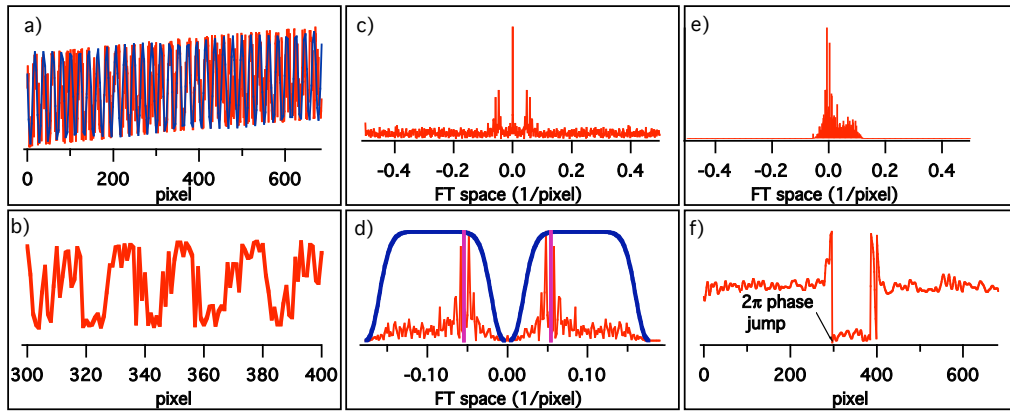 a)
0 200 400 600
pixel
b)
300 320 340 360 380 400
pixel
c)
-0.4 -0.2 0.0 0.2 0.4
FT space (1/pixel)
d)
-0.10 0.00 0.10
FT space (1/pixel)
e)
-0.4 -0.2 0.0 0.2 0.4
FT space (1/pixel)
f)
2π phase
jump
0 200 400 600
pixel